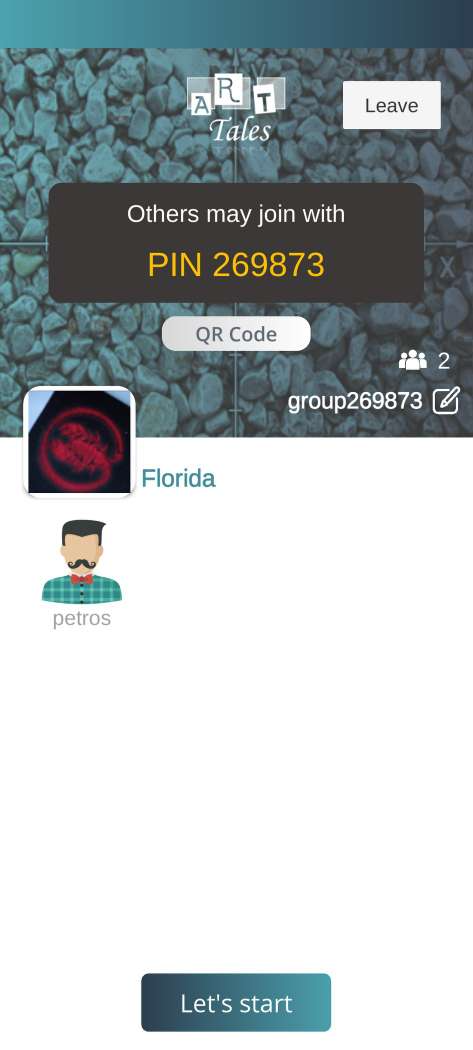 ART
Tales
Leave
Others may join with
PIN 269873
X
QR Code
2
group269873
Florida
petros
Let's start